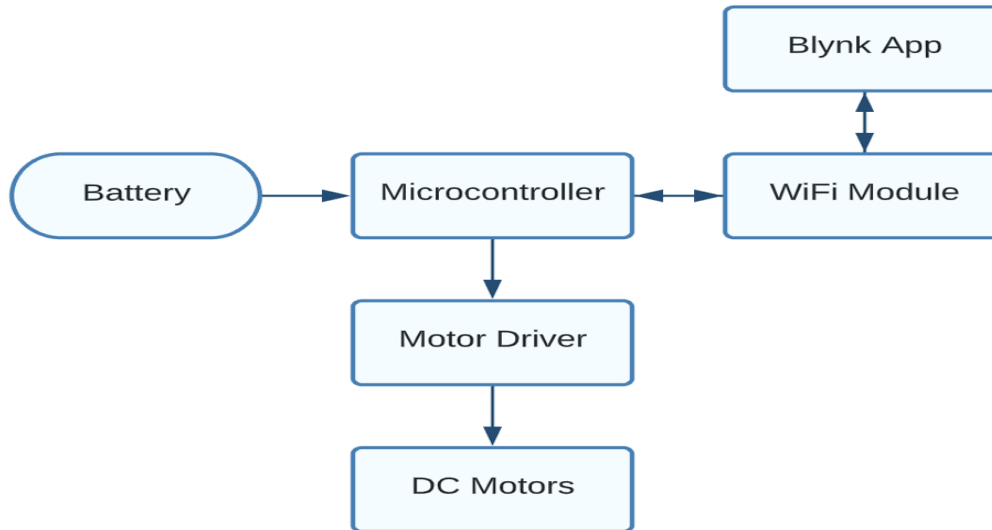 Blynk App
Battery
Microcontroller
WiFi Module
Motor Driver
DC Motors